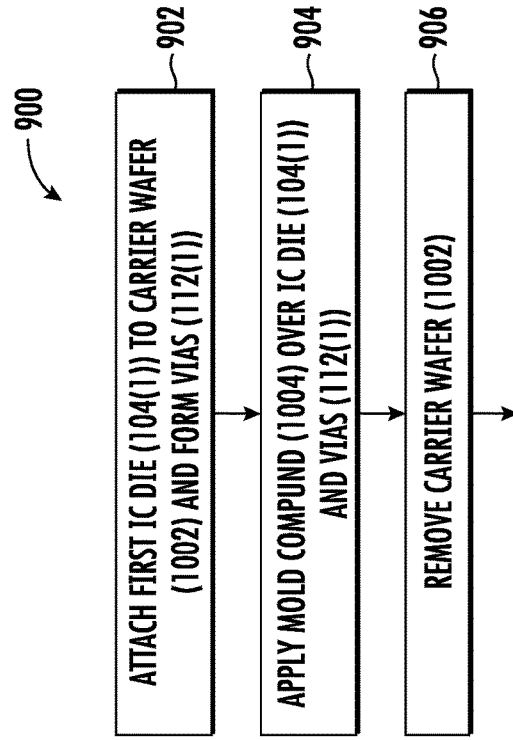 900
ATTACH FIRST IC DIE (104(1)) TO CARRIER WAFER
(1002) AND FORM VIAS (112(1))
902
APPLY MOLD COMPUND (1004) OVER IC DIE (104(1))
AND VIAS (112(1))
904
REMOVE CARRIER WAFER (1002)
906